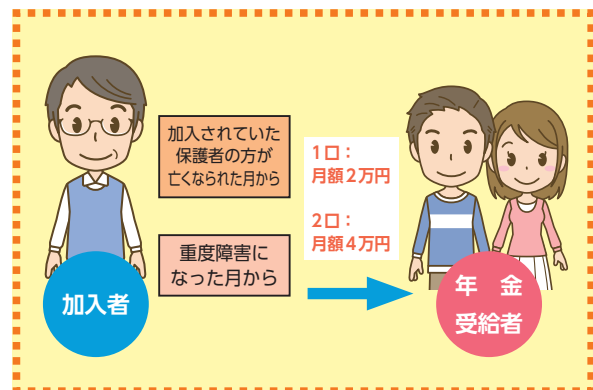 加入されていた
保護者の方が
亡くなられた月から
重度障害に
なった月から
1口：
月額2万円
2口：
月額4万円
加入者
年　金
受給者